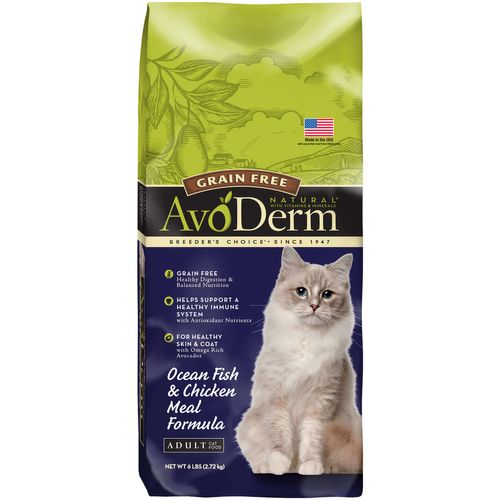 Made in the USA
GRAIN FREE
AvoDerm
NATURAL®
WITH VITAMINS & MINERALS
BREEDER'S CHOICE® • SINCE 1947
GRAIN FREE
Healthy Digestion &
Balanced Nutrition
HELPS SUPPORT A
HEALTHY IMMUNE
SYSTEM
with Antioxidant Nutrients
FOR HEALTHY
SKIN & COAT
with Omega Rich
Avocados
Ocean Fish
& Chicken
Meal
Formula
ADULT CAT FOOD
NET WT 6 LBS (2.72kg)